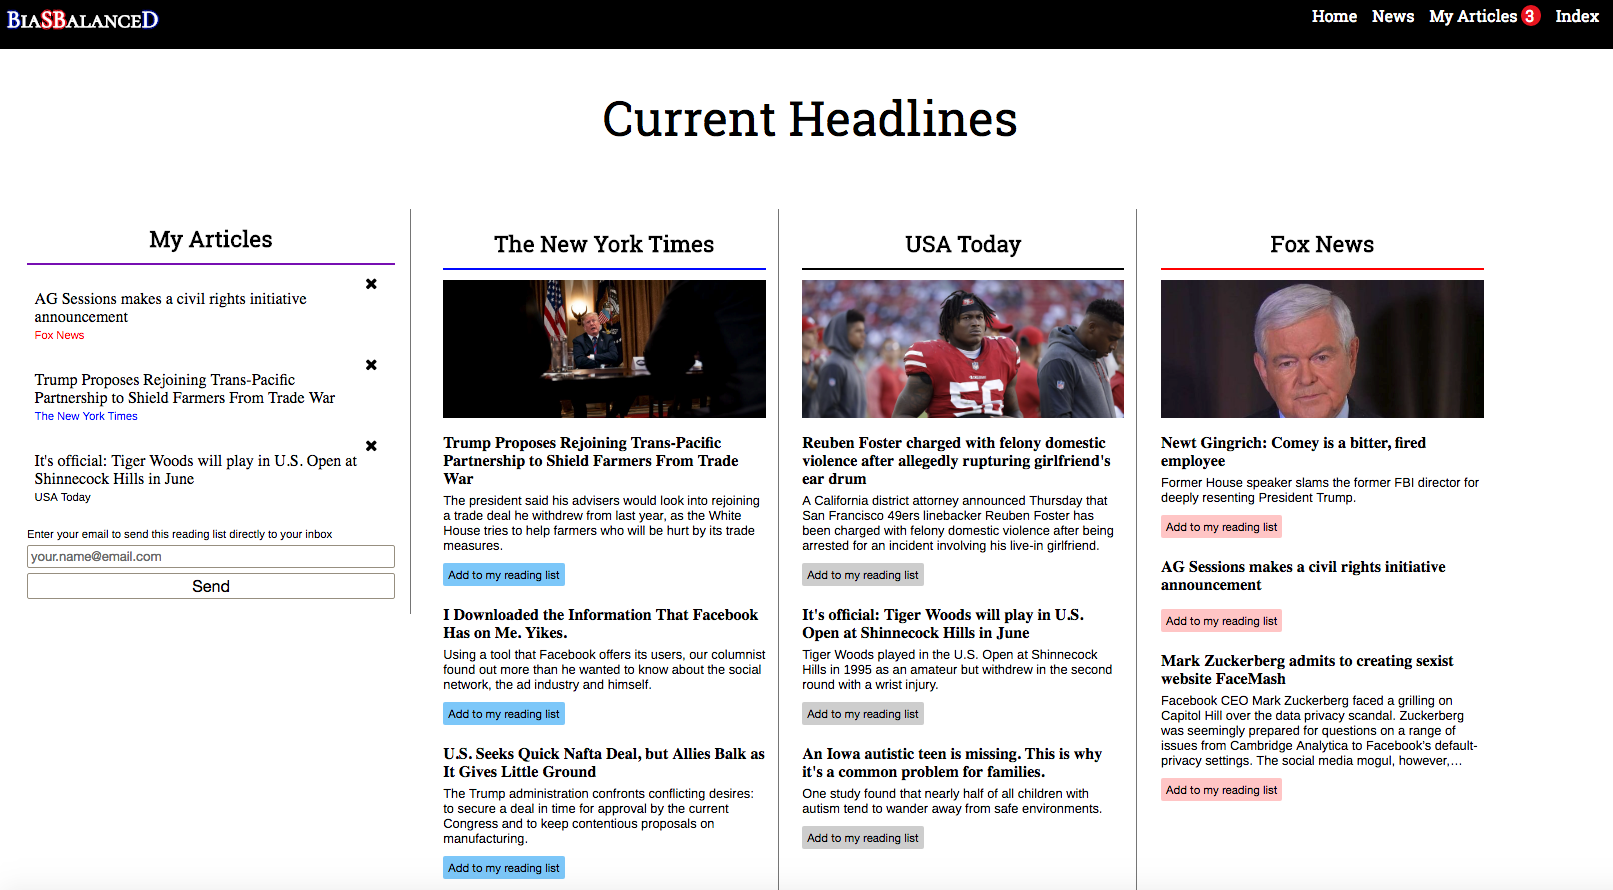 BIASBALANCED
Home News My Articles 3 Index
Current Headlines
My Articles
AG Sessions makes a civil rights initiative
announcement
Fox News
Trump Proposes Rejoining Trans-Pacific
Partnership to Shield Farmers From Trade War
The New York Times
It's official: Tiger Woods will play in U.S. Open at
Shinnecock Hills in June
USA Today
Enter your email to send this reading list directly to your inbox
your.name@email.com
Send
The New York Times
Trump Proposes Rejoining Trans-Pacific
Partnership to Shield Farmers From Trade
War
The president said his advisers would look into rejoining
a trade deal he withdrew from last year, as the White
House tries to help farmers who will be hurt by its trade
measures.
Add to my reading list
I Downloaded the Information That Facebook
Has on Me. Yikes.
Using a tool that Facebook offers its users, our columnist
found out more than he wanted to know about the social
network, the ad industry and himself.
Add to my reading list
U.S. Seeks Quick Nafta Deal, but Allies Balk as
It Gives Little Ground
The Trump administration confronts conflicting desires:
to secure a deal in time for approval by the current
Congress and to keep contentious proposals on
manufacturing.
Add to my reading list
USA Today
56
Reuben Foster charged with felony domestic
violence after allegedly rupturing girlfriend's
ear drum
A California district attorney announced Thursday that
San Francisco 49ers linebacker Reuben Foster has
been charged with felony domestic violence after being
arrested for an incident involving his live-in girlfriend.
Add to my reading list
It's official: Tiger Woods will play in U.S.
Open at Shinnecock Hills in June
Tiger Woods played in the U.S. Open at Shinnecock
Hills in 1995 as an amateur but withdrew in the second
round with a wrist injury.
Add to my reading list
An Iowa autistic teen is missing. This is why
it's a common problem for families.
One study found that nearly half of all children with
autism tend to wander away from safe environments.
Add to my reading list
Fox News
Newt Gingrich: Comey is a bitter, fired
employee
Former House speaker slams the former FBI director for
deeply resenting President Trump.
Add to my reading list
AG Sessions makes a civil rights initiative
announcement
Add to my reading list
Mark Zuckerberg admits to creating sexist
website FaceMash
Facebook CEO Mark Zuckerberg faced a grilling on
Capitol Hill over the data privacy scandal. Zuckerberg
was seemingly prepared for questions on a range of
issues from Cambridge Analytica to Facebook's default-
privacy settings. The social media mogul, however,…
Add to my reading list